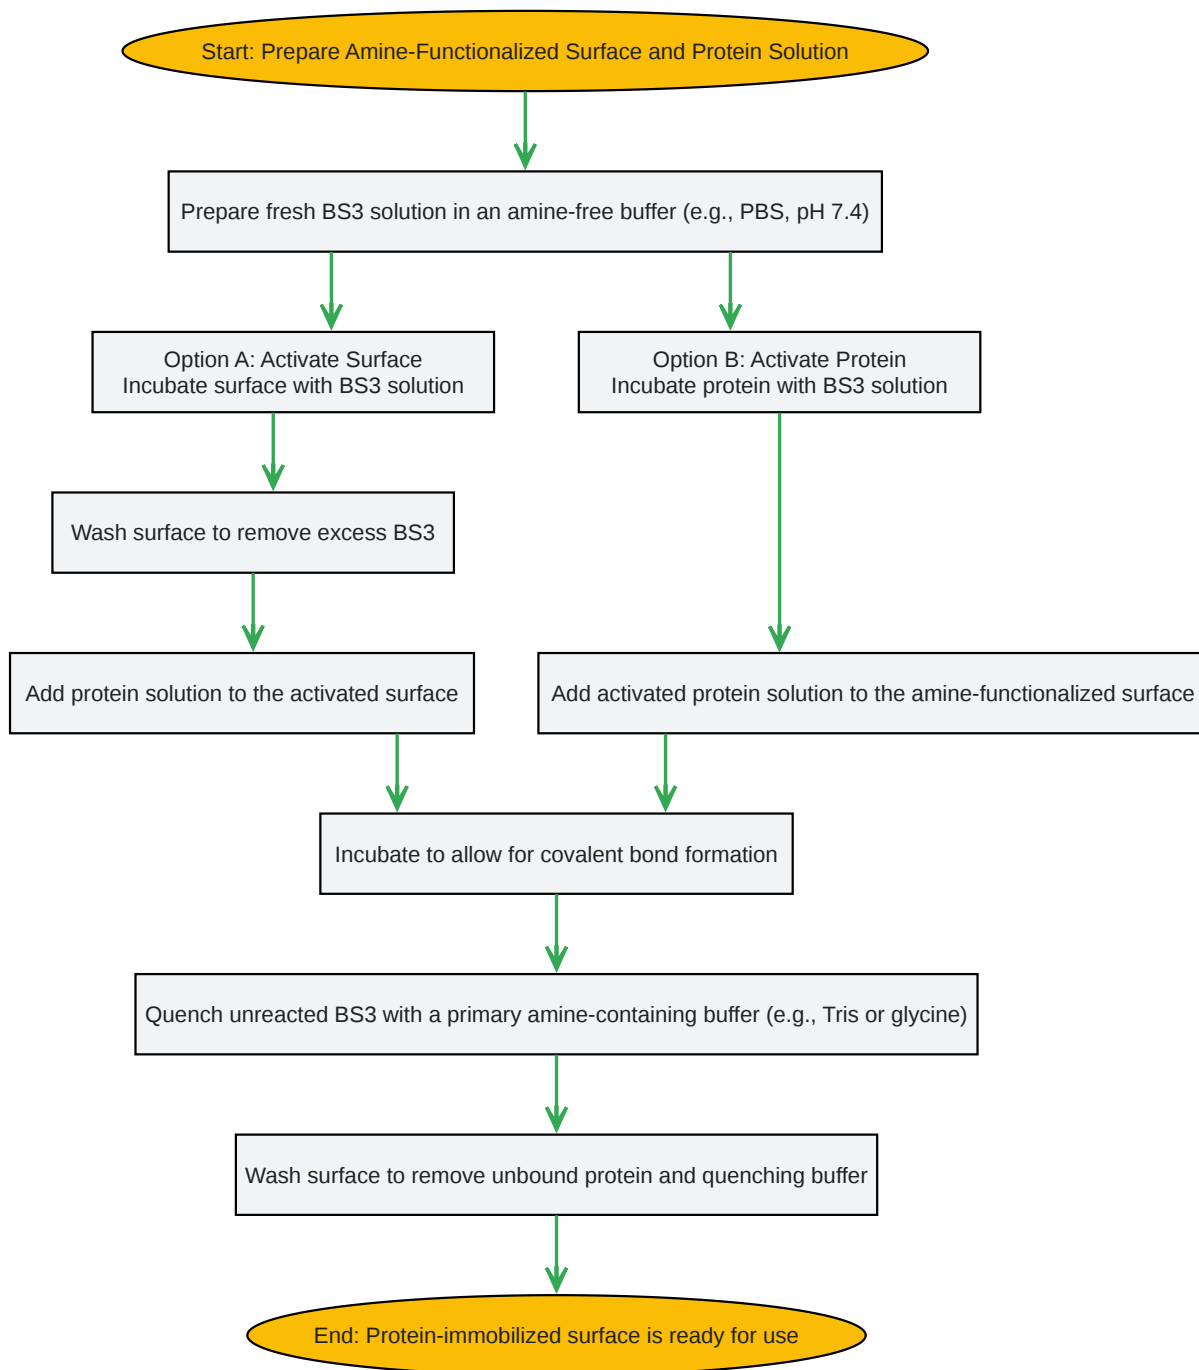 Start: Prepare Amine-Functionalized Surface and Protein Solution
Prepare fresh BS3 solution in an amine-free buffer (e.g., PBS, pH 7.4)
Option A: Activate Surface
Incubate surface with BS3 solution
Option B: Activate Protein
Incubate protein with BS3 solution
Wash surface to remove excess BS3
Add protein solution to the activated surface
Add activated protein solution to the amine-functionalized surface
Incubate to allow for covalent bond formation
Quench unreacted BS3 with a primary amine-containing buffer (e.g., Tris or glycine)
Wash surface to remove unbound protein and quenching buffer
End: Protein-immobilized surface is ready for use